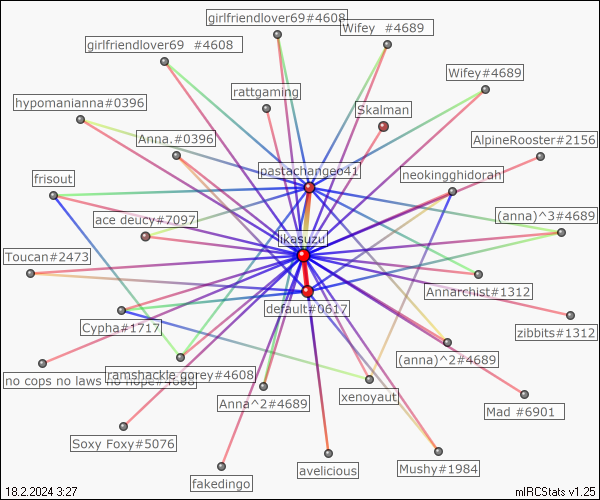 girlfriendlover69#4608
Wifey #4689
girlfriendlover69 #4608
Wifey#4689
rattgaming
hypomanianna#0396
Skalman
Anna.#0396
AlpineRooster#2156
pastachangeo41
neokingghidorah
frisout
ace deucy#7097
(anna)^3#4689
ikasuzu
Toucan#2473
Annarchist#1312
default#0617
Cypha#1717
zibbits#1312
(anna)^2#4689
ramshackle gorey#4608
no cops no laws no hope#4688
xenoyaut
Anna^2#4689
Mad #6901
Soxy Foxy#5076
avelicious
Mushy#1984
fakedingo
18.2.2024 3:27
mIRCStats v1.25